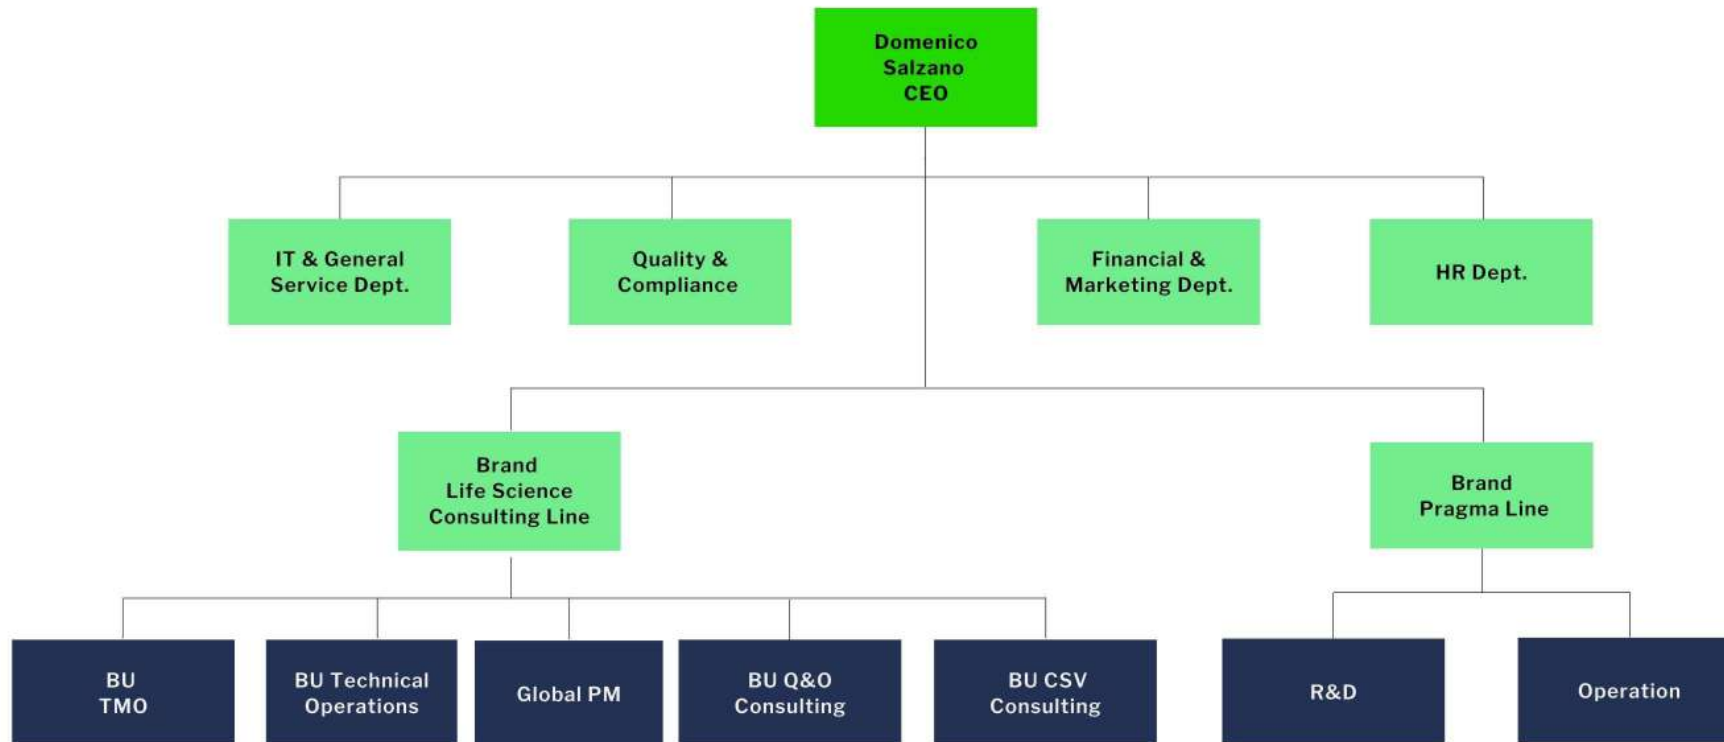 Domenico
Salzano
CEO
IT & General
Service Dept.
Quality &
Compliance
Financial &
Marketing Dept.
HR Dept.
Brand
Life Science
Consulting Line
Brand
Pragma Line
BU
TMO
BU Technical
Operations
Global PM
BU Q&O
Consulting
BU CSV
Consulting
R&D
Operation